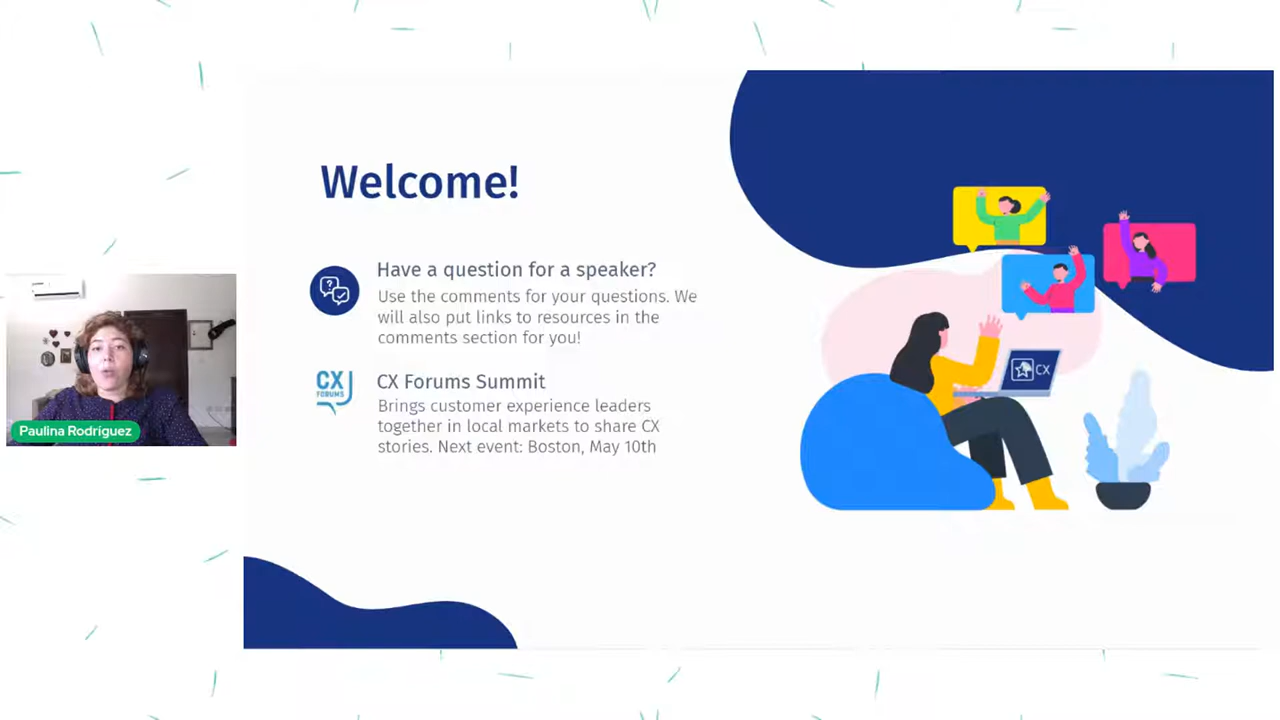 Welcome!
Have a question for a speaker?
Use the comments for your questions. We
will also put links to resources in the
comments section for you!
CX
FORUMS
CX Forums Summit
Brings customer experience leaders
together in local markets to share CX
stories. Next event: Boston, May 10th
CX
Paulina Rodríguez